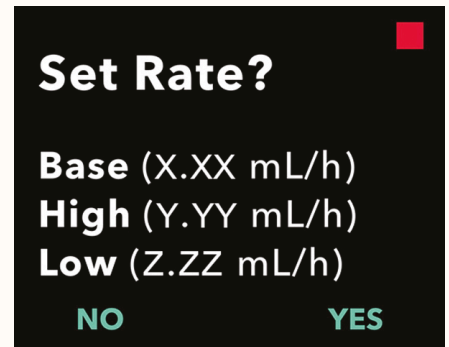 Set Rate?
Base (X.XX mL/h)
High (Y.YY mL/h)
Low (Z.ZZ mL/h)
NO YES